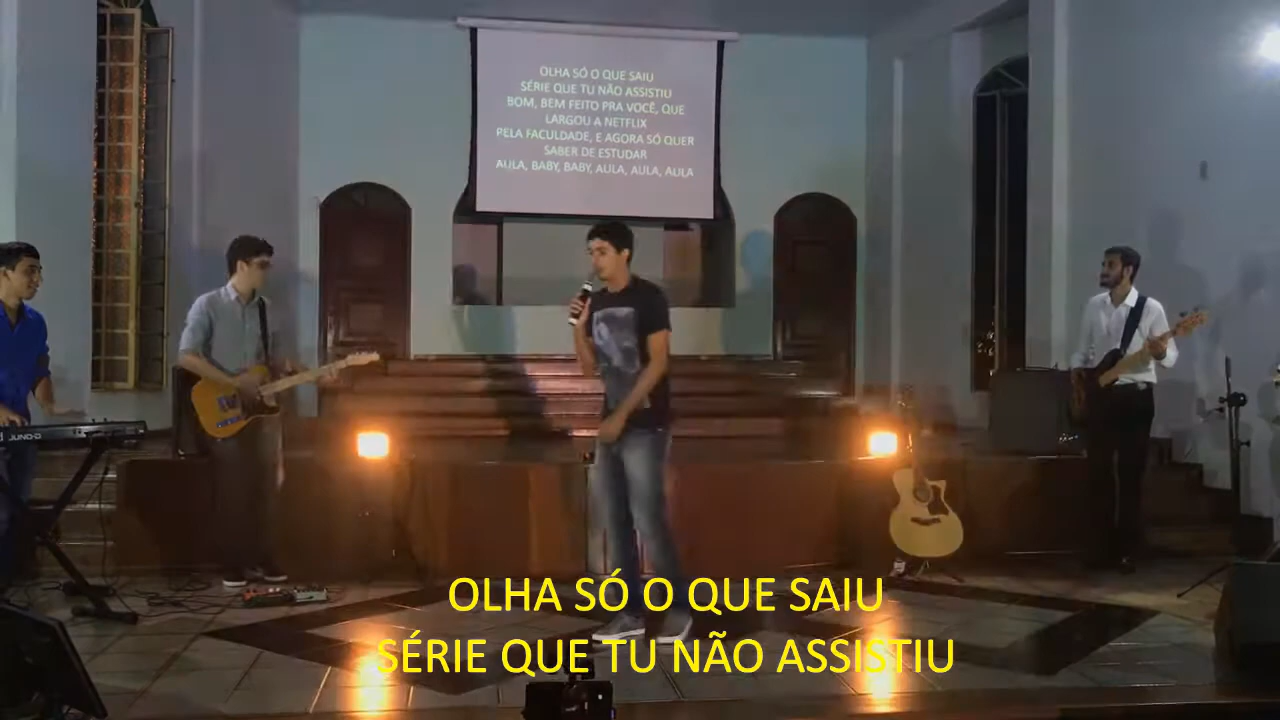 OLHA SÓ O QUE SAIU
SÉRIE QUE TU NÃO ASSISTIU
BOM, BEM FEITO PRA VOCÊ, QUE
LARGOU A NETFLIX
PELA FACULDADE, E AGORA SÓ QUER
SABER DE ESTUDAR
AULA, BABY, BABY, AULA, AULA, AULA
JUNO-D
OLHA SÓ O QUE SAIU
SÉRIE QUE TU NÃO ASSISTIU